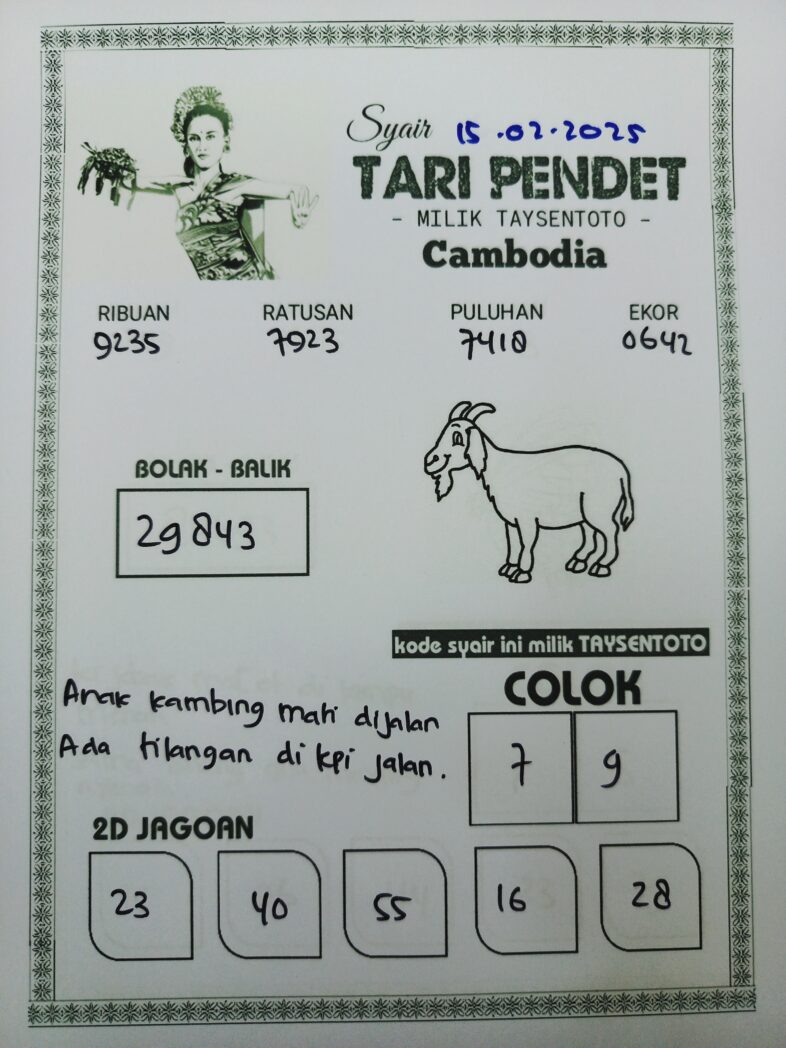 Syair 15.02.2025
TARI PENDET
- MILIK TAYSENTOTO -
Cambodia
RIBUAN RATUSAN PULUHAN EKOR
9235 7923 7418 0642
BOLAK - BALIK
29843
kode syair ini milik TAYSENTOTO
Anak kambing mati dijalan
Ada tilangan di kpi jalan.
COLOK
7 9
2D JAGOAN
23 40 55 16 28